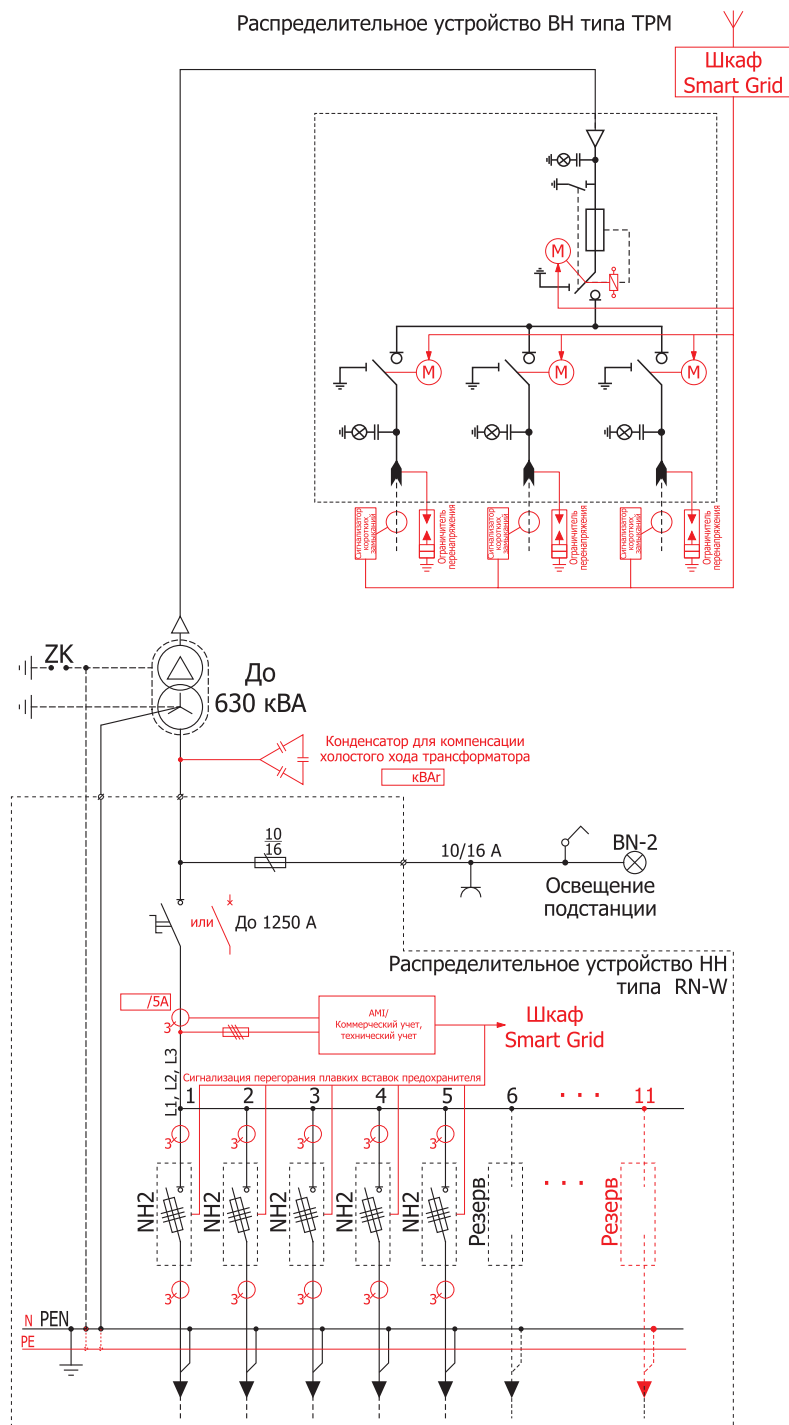 Распределительное устройство ВН типа TPM
Шкаф
Smart Grid
M
M
M
M
Сигнализатор
коротких
замыканий
Ограничитель
перенапряжения
Сигнализатор
коротких
замыканий
Ограничитель
перенапряжения
Сигнализатор
коротких
замыканий
Ограничитель
перенапряжения
ZK
До
630 кВА
Конденсатор для компенсации
холостого хода трансформатора
кВАr
10
16
10/16 А
BN-2
Освещение
подстанции
или
До 1250 А
Распределительное устройство НН
типа RN-W
/5A
3
AMI/
Коммерческий учет,
технический учет
Шкаф
Smart Grid
L1, L2, L3
Сигнализация перегорания плавких вставок предохранителя
1 2 3 4 5 6 . . . 11
3 3 3 3 3
NH2 NH2 NH2 NH2 NH2 Резерв . . . Резерв
3 3 3 3 3
N PEN
PE